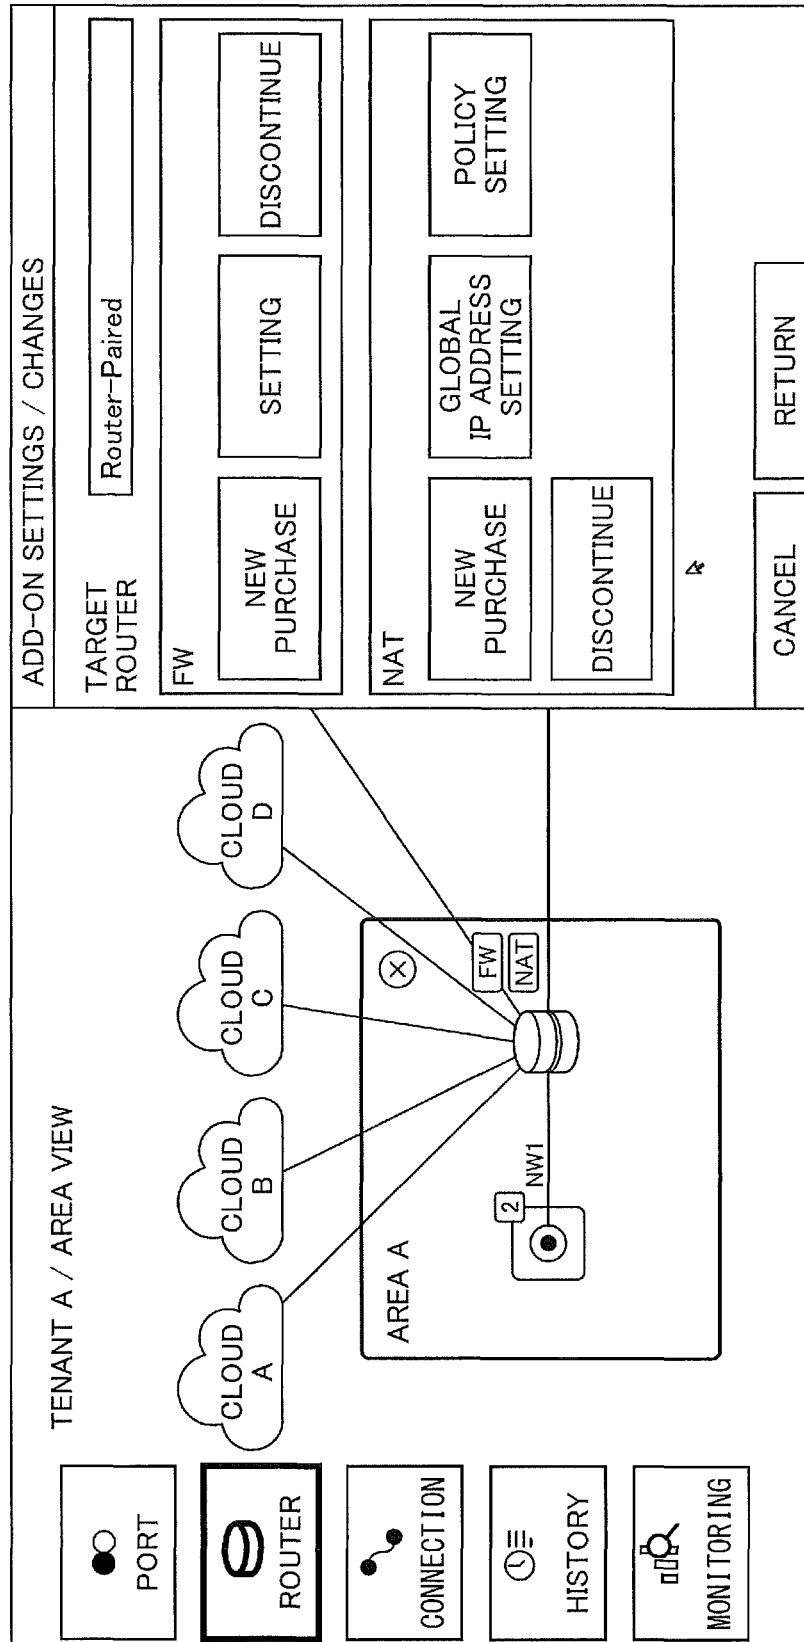 TENANT A / AREA VIEW
PORT
ROUTER
CONNECTION
HISTORY
MONITORING
CLOUD
A
CLOUD
B
CLOUD
C
CLOUD
D
AREA A
2
NW1
FW
NAT
ADD-ON SETTINGS / CHANGES
TARGET
ROUTER
Router-Paired
FW
NEW
PURCHASE
SETTING
DISCONTINUE
NAT
NEW
PURCHASE
GLOBAL
IP ADDRESS
SETTING
POLICY
SETTING
DISCONTINUE
CANCEL
RETURN